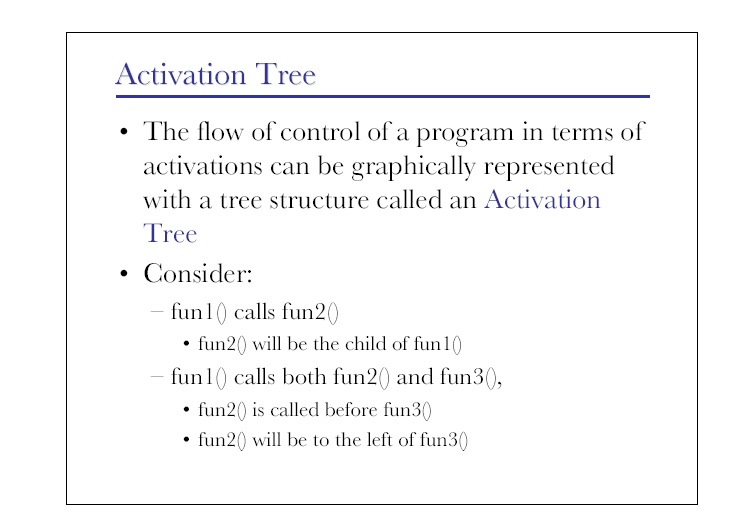 Activation Tree
• The flow of control of a program in terms of
activations can be graphically represented
with a tree structure called an Activation
Tree
• Consider:
– fun1() calls fun2()
• fun2() will be the child of fun1()
– fun1() calls both fun2() and fun3(),
• fun2() is called before fun3()
• fun2() will be to the left of fun3()